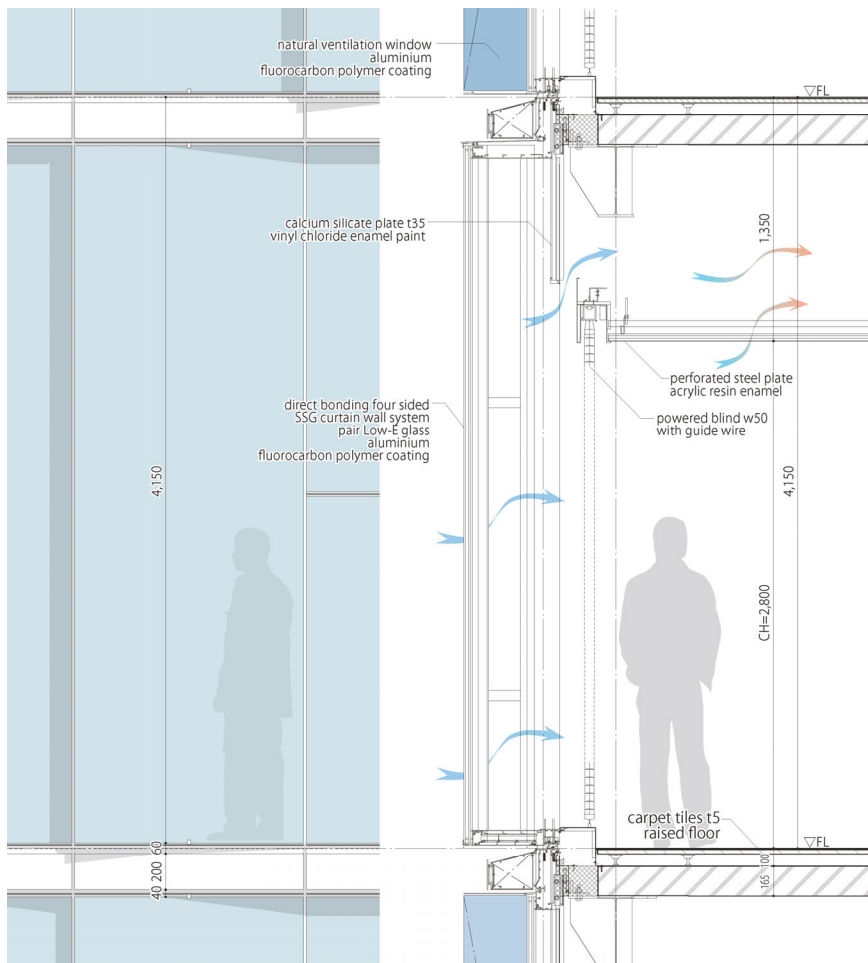 natural ventilation window
aluminium
fluorocarbon polymer coating
▽FL
calcium silicate plate t35
vinyl chloride enamel paint
1,350
perforated steel plate
acrylic resin enamel
direct bonding four sided
SSG curtain wall system
pair Low-E glass
aluminium
fluorocarbon polymer coating
powered blind w50
with guide wire
4,150
4,150
CH=2,800
carpet tiles t5
raised floor
▽FL
60
200
40
100
165